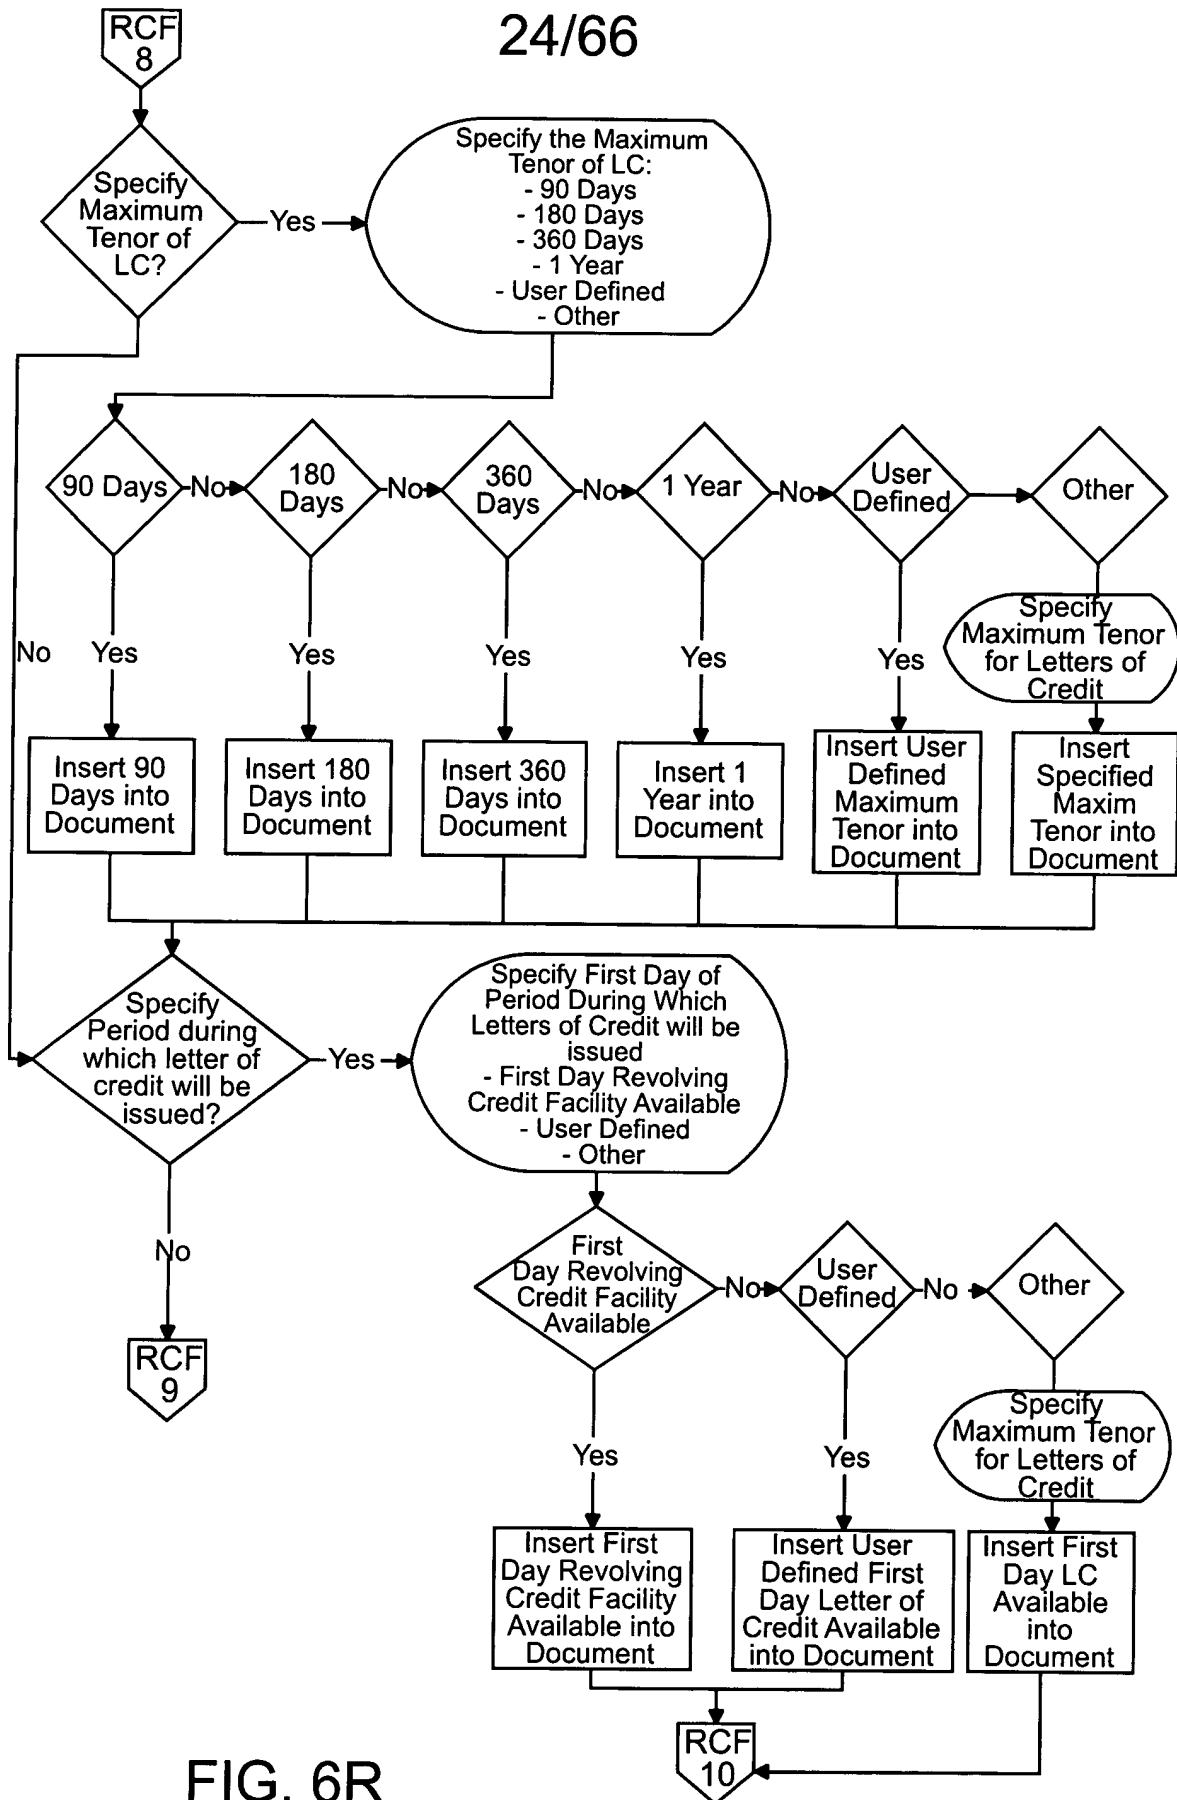 24/66
RCF
8
Specify
Maximum
Tenor of
LC?
Yes
Specify the Maximum
Tenor of LC:
- 90 Days
- 180 Days
- 360 Days
- 1 Year
- User Defined
- Other
90 Days
No
180
Days
No
360
Days
No
1 Year
No
User
Defined
Other
No
Yes
Yes
Yes
Yes
Yes
Specify
Maximum Tenor
for Letters of
Credit
Insert 90
Days into
Document
Insert 180
Days into
Document
Insert 360
Days into
Document
Insert 1
Year into
Document
Insert User
Defined
Maximum
Tenor into
Document
Insert
Specified
Maxim
Tenor into
Document
Specify
Period during
which letter of
credit will be
issued?
Yes
Specify First Day of
Period During Which
Letters of Credit will be
issued
- First Day Revolving
Credit Facility Available
- User Defined
- Other
No
RCF
9
First
Day Revolving
Credit Facility
Available
No
User
Defined
No
Other
Yes
Yes
Specify
Maximum Tenor
for Letters of
Credit
Insert First
Day Revolving
Credit Facility
Available into
Document
Insert User
Defined First
Day Letter of
Credit Available
into Document
Insert First
Day LC
Available
into
Document
RCF
10
FIG. 6R